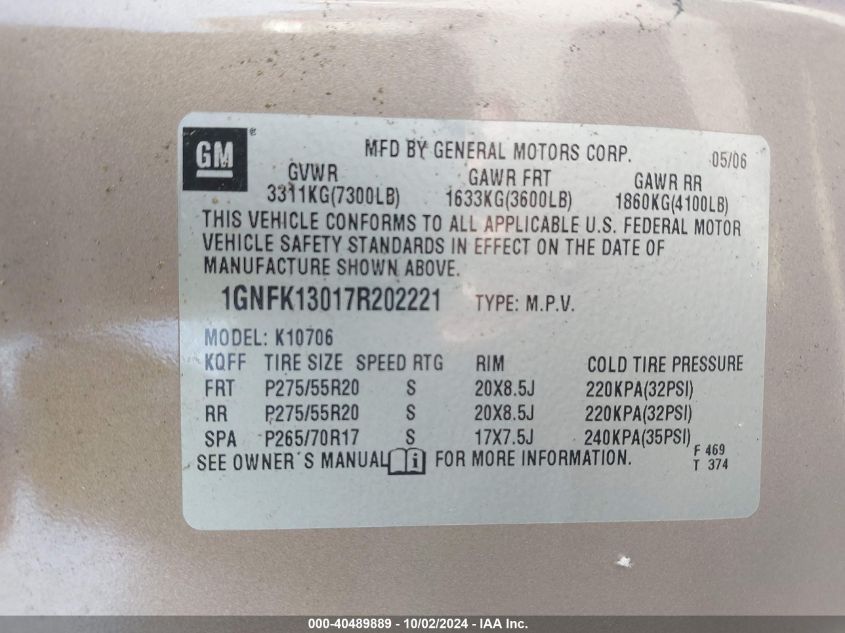 GM ® MFD BY GENERAL MOTORS CORP. 05/06
GVWR GAWR FRT GAWR RR
3311KG(7300LB) 1633KG(3600LB) 1860KG(4100LB)
THIS VEHICLE CONFORMS TO ALL APPLICABLE U.S. FEDERAL MOTOR
VEHICLE SAFETY STANDARDS IN EFFECT ON THE DATE OF
MANUFACTURE SHOWN ABOVE.
1GNFK13017R202221 TYPE: M.P.V.
MODEL: K10706
KQFF TIRE SIZE SPEED RTG RIM COLD TIRE PRESSURE
FRT P275/55R20 S 20X8.5J 220KPA(32PSI)
RR P275/55R20 S 20X8.5J 220KPA(32PSI)
SPA P265/70R17 S 17X7.5J 240KPA(35PSI)
SEE OWNER'S MANUAL i FOR MORE INFORMATION.
F 469
T 374
000-40489889 - 10/02/2024 - IAA Inc.